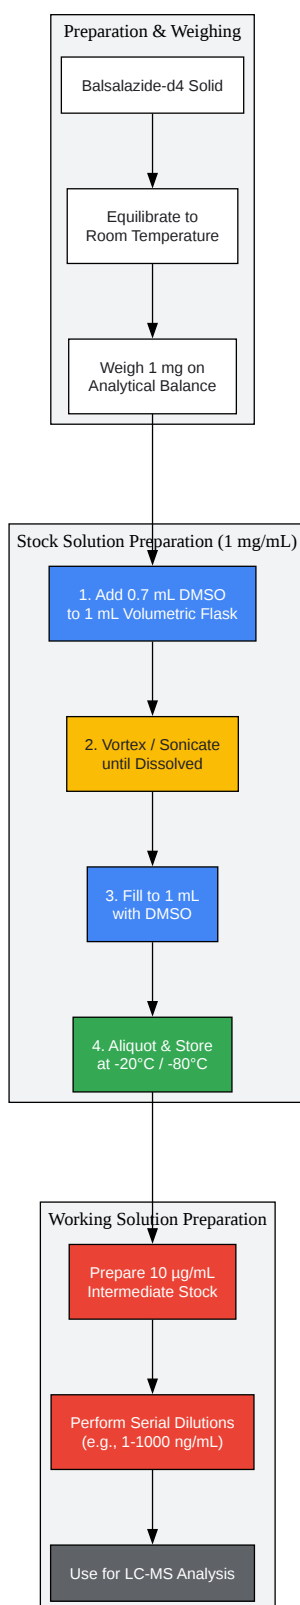 Preparation & Weighing
Balsalazide-d4 Solid
Equilibrate to
Room Temperature
Weigh 1 mg on
Analytical Balance
Stock Solution Preparation (1 mg/mL)
1. Add 0.7 mL DMSO
to 1 mL Volumetric Flask
2. Vortex / Sonicate
until Dissolved
3. Fill to 1 mL
with DMSO
4. Aliquot & Store
at -20°C / -80°C
Working Solution Preparation
Prepare 10 µg/mL
Intermediate Stock
Perform Serial Dilutions
(e.g., 1-1000 ng/mL)
Use for LC-MS Analysis